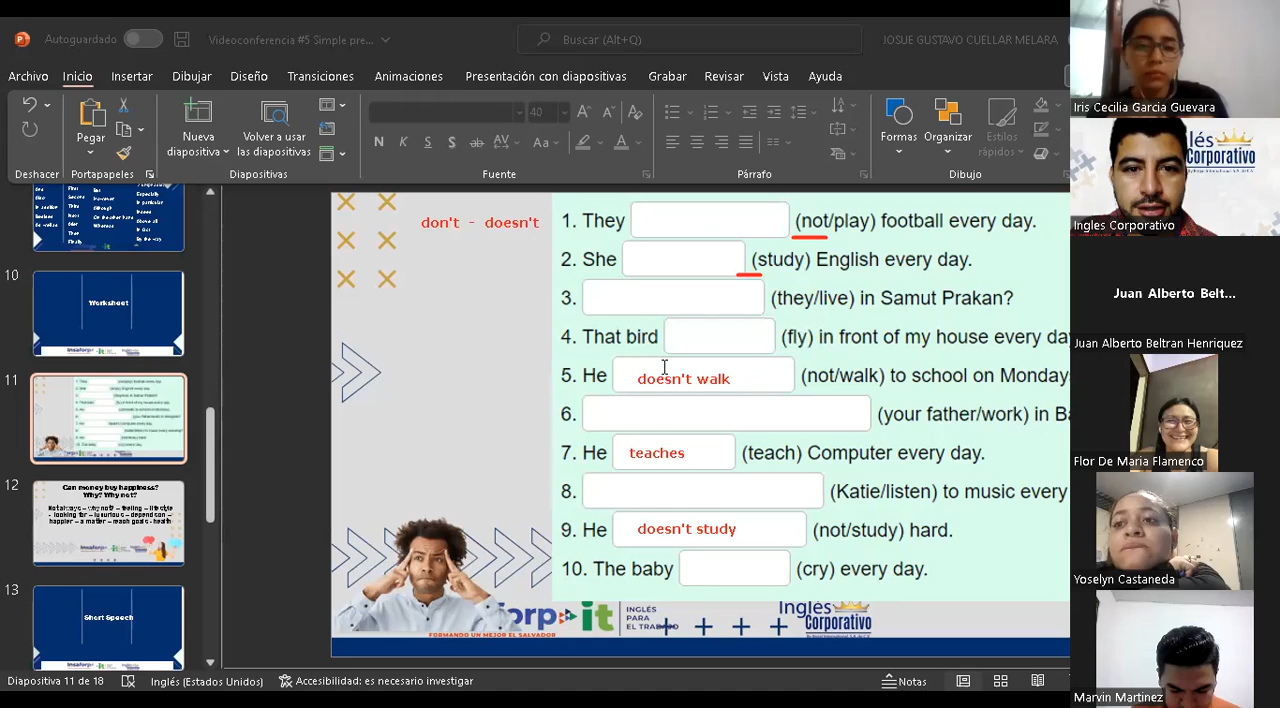 Autoguardado
Videoconferencia #5 Simple pre...
Buscar (Alt+Q)
JOSUE GUSTAVO CUELLAR MELARA
Archivo Inicio Insertar Dibujar Diseño Transiciones Animaciones Presentación con diapositivas Grabar Revisar Vista Ayuda
Pegar
Nueva diapositiva
Volver a usar las diapositivas
40
N K S S ab AV Aa A
Formas Organizar Estilos rápidos
Deshacer Portapapeles Diapositivas Fuente Párrafo Dibujo
10
Worksheet
11
12
Can money buy happiness?
Why? Why not?
13
Short Speech
don't - doesn't
1. They (not/play) football every day.
2. She (study) English every day.
3. (they/live) in Samut Prakan?
4. That bird (fly) in front of my house every da
5. He doesn't walk (not/walk) to school on Monday
6. (your father/work) in Ba
7. He teaches (teach) Computer every day.
8. (Katie/listen) to music every
9. He doesn't study (not/study) hard.
10. The baby (cry) every day.
INGLÉS
PARA
EL TRABAJO
FORMANDO UN MEJOR EL SALVADOR
Inglés
Corporativo
Diapositiva 11 de 18
Inglés (Estados Unidos)
Accesibilidad: es necesario investigar
Notas
Iris Cecilia Garcia Guevara
lés
Corporativo
Ingles Corporativo
Juan Alberto Belt...
Juan Alberto Beltran Henriquez
Flor De Maria Flamenco
Yoselyn Castaneda
Marvin Martinez